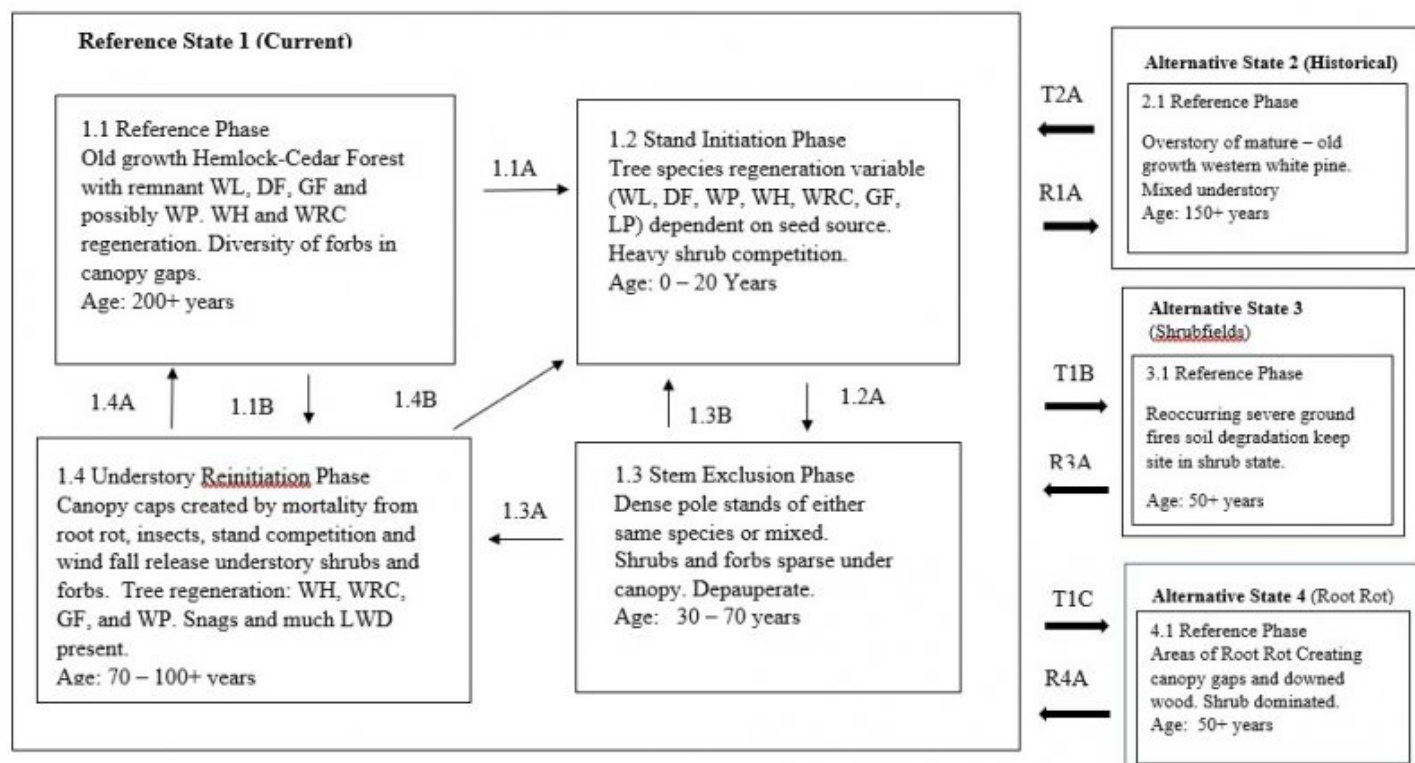 Reference State 1 (Current)
1.1 Reference Phase
Old growth Hemlock-Cedar Forest
with remnant WL, DF, GF and
possibly WP. WH and WRC
regeneration. Diversity of forbs in
canopy gaps.
Age: 200+ years
1.1A
1.2 Stand Initiation Phase
Tree species regeneration variable
(WL, DF, WP, WH, WRC, GF,
LP) dependent on seed source.
Heavy shrub competition.
Age: 0 – 20 Years
1.4A
1.1B
1.4B
1.3B
1.2A
1.4 Understory Reinitiation Phase
Canopy caps created by mortality from
root rot, insects, stand competition and
wind fall release understory shrubs and
forbs. Tree regeneration: WH, WRC,
GF, and WP. Snags and much LWD
present.
Age: 70 – 100+ years
1.3A
1.3 Stem Exclusion Phase
Dense pole stands of either
same species or mixed.
Shrubs and forbs sparse under
canopy. Depauperate.
Age: 30 – 70 years
T2A
R1A
Alternative State 2 (Historical)
2.1 Reference Phase
Overstory of mature – old
growth western white pine.
Mixed understory
Age: 150+ years
T1B
R3A
Alternative State 3
(Shrubfields)
3.1 Reference Phase
Reoccurring severe ground
fires soil degradation keep
site in shrub state.
Age: 50+ years
T1C
R4A
Alternative State 4 (Root Rot)
4.1 Reference Phase
Areas of Root Rot Creating
canopy gaps and downed
wood. Shrub dominated.
Age: 50+ years